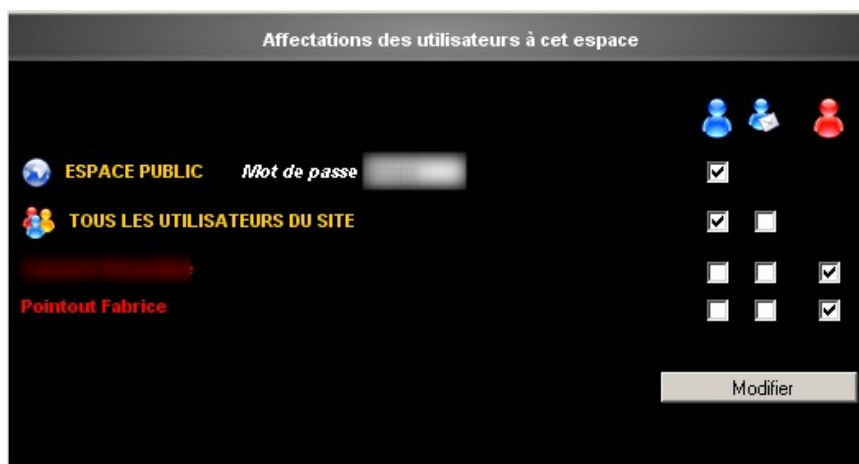 Affectations des utilisateurs à cet espace
ESPACE PUBLIC Mot de passe
TOUS LES UTILISATEURS DU SITE
Pointout Fabrice
Modifier